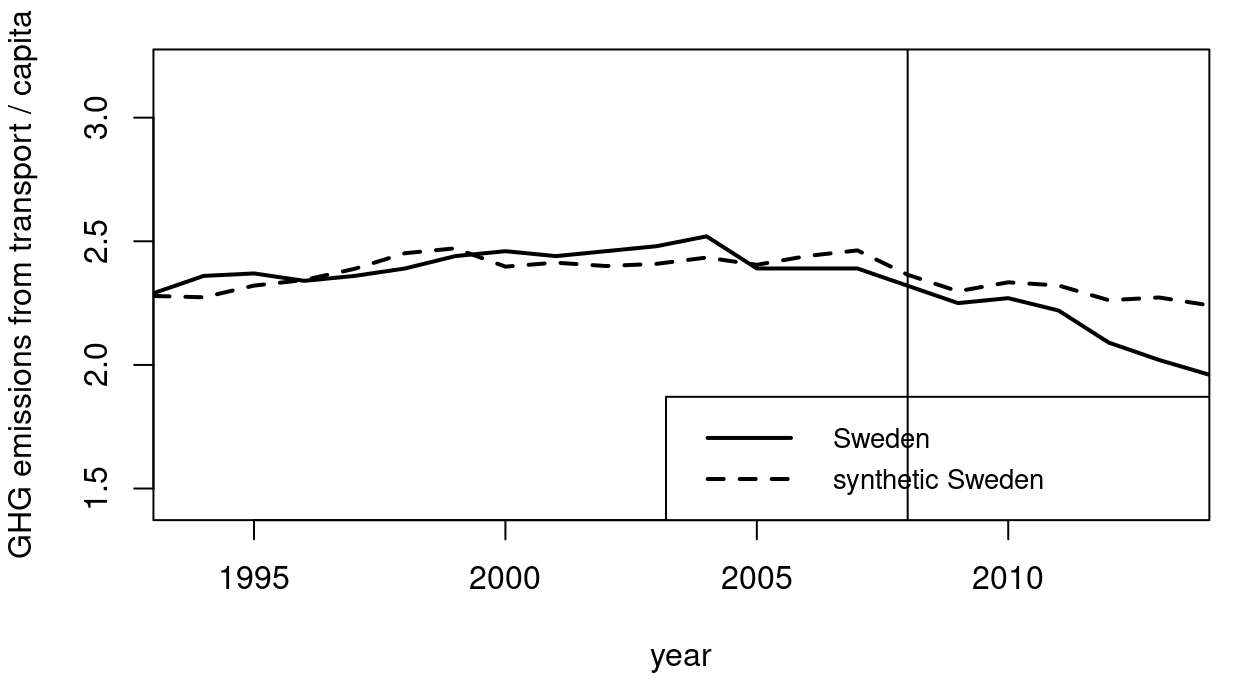 GHG emissions from transport / capita
3.0
2.5
2.0
1.5
Sweden
synthetic Sweden
1995 2000 2005 2010
year